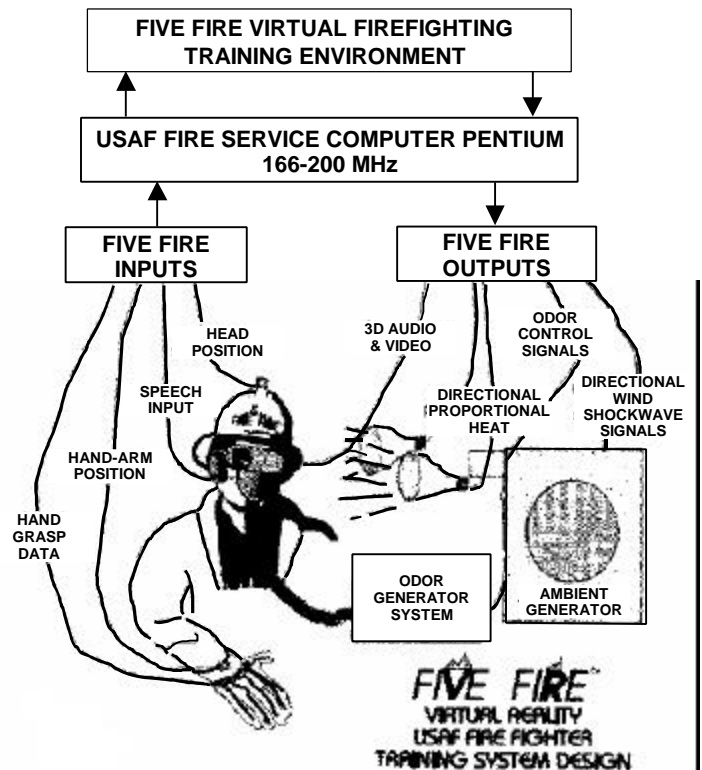 FIVE FIRE VIRTUAL FIREFIGHTING
TRAINING ENVIRONMENT
USAF FIRE SERVICE COMPUTER PENTIUM
166-200 MHz
FIVE FIRE
INPUTS
FIVE FIRE
OUTPUTS
HEAD
POSITION
SPEECH
INPUT
HAND-ARM
POSITION
HAND
GRASP
DATA
3D AUDIO
& VIDEO
DIRECTIONAL
PROPORTIONAL
HEAT
ODOR
CONTROL
SIGNALS
DIRECTIONAL
WIND
SHOCKWAVE
SIGNALS
ODOR
GENERATOR
SYSTEM
AMBIENT
GENERATOR
FIVE FIRE
VIRTUAL REALITY
USAF FIRE FIGHTER
TRAINING SYSTEM DESIGN